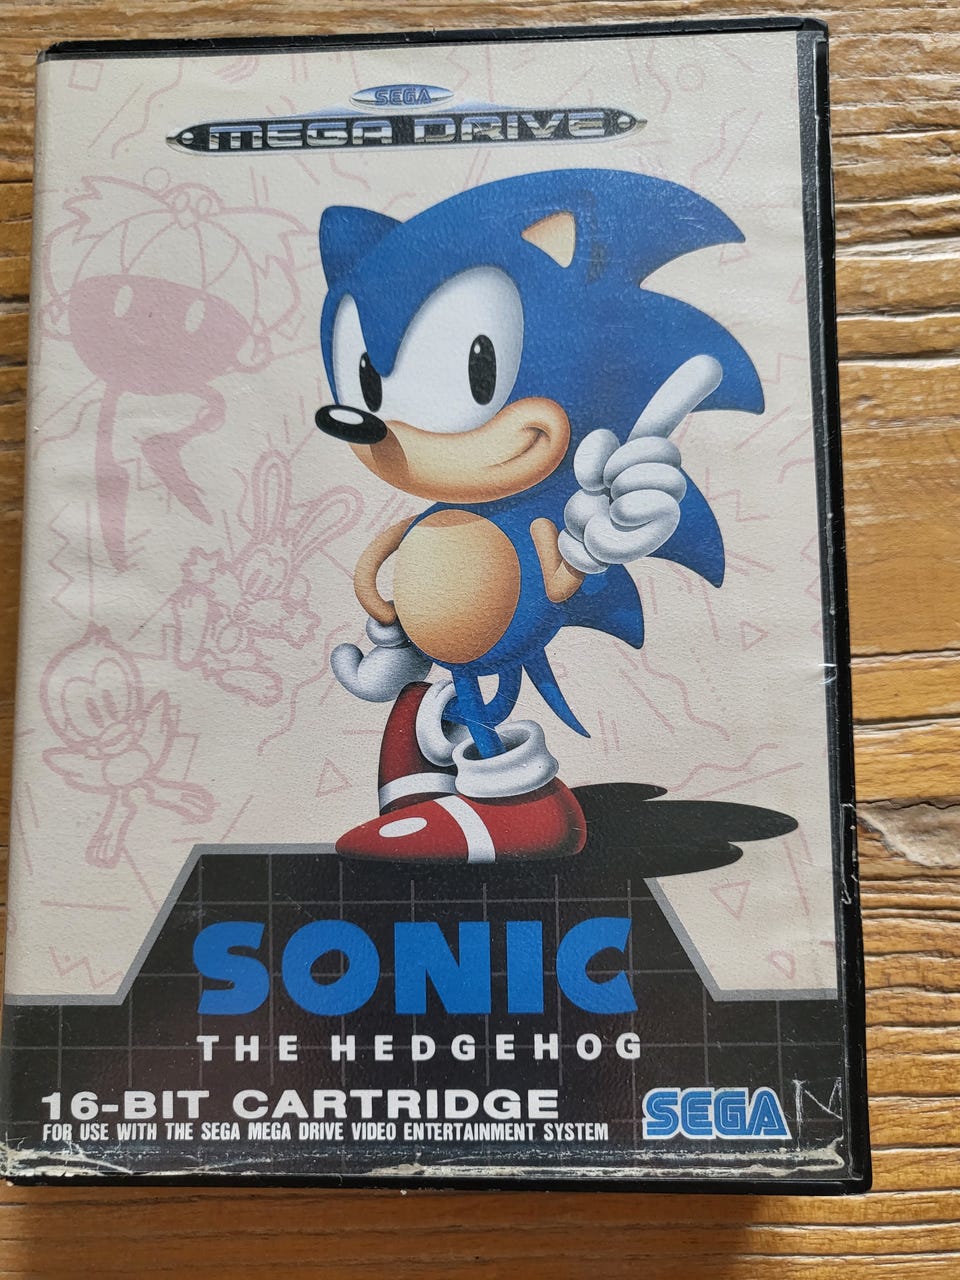 SEGA
MEGA DRIVE
SONIC
THE HEDGEHOG
16-BIT CARTRIDGE
FOR USE WITH THE SEGA MEGA DRIVE VIDEO ENTERTAINMENT SYSTEM
SEGA